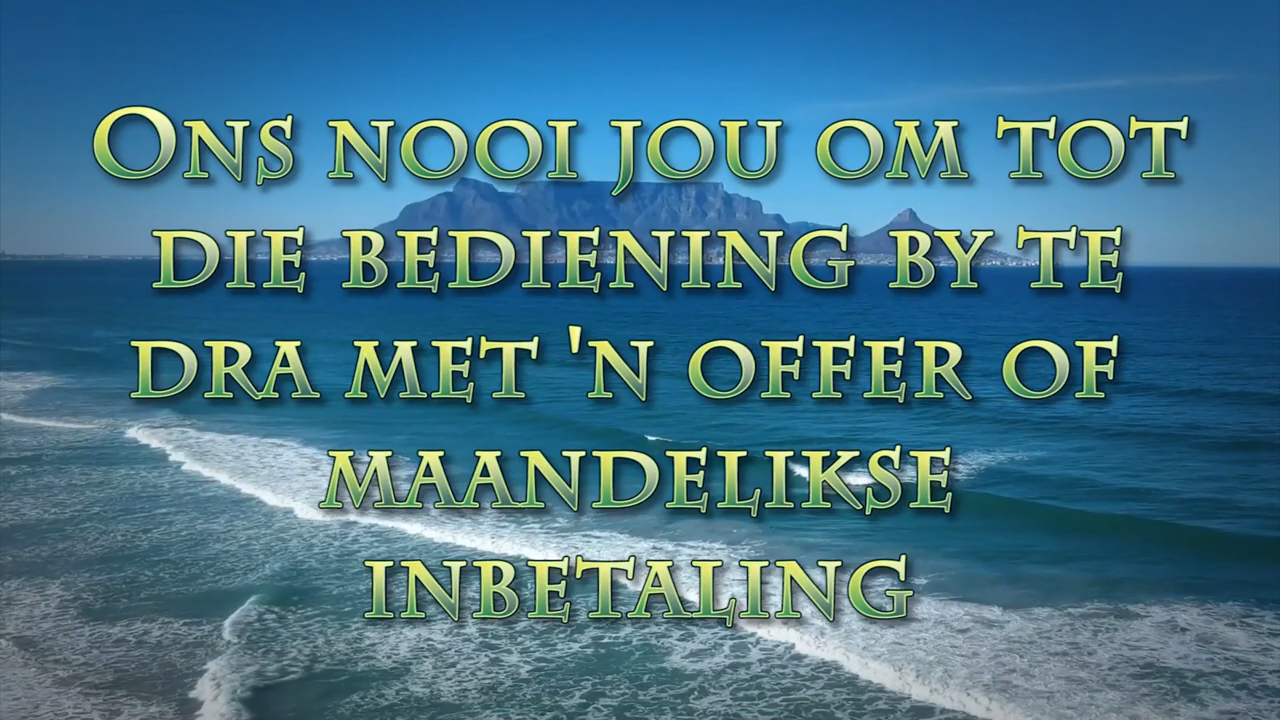 Ons nooi jou om tot
die bediening by te
dra met 'n offer of
maandelikse
inbetaling